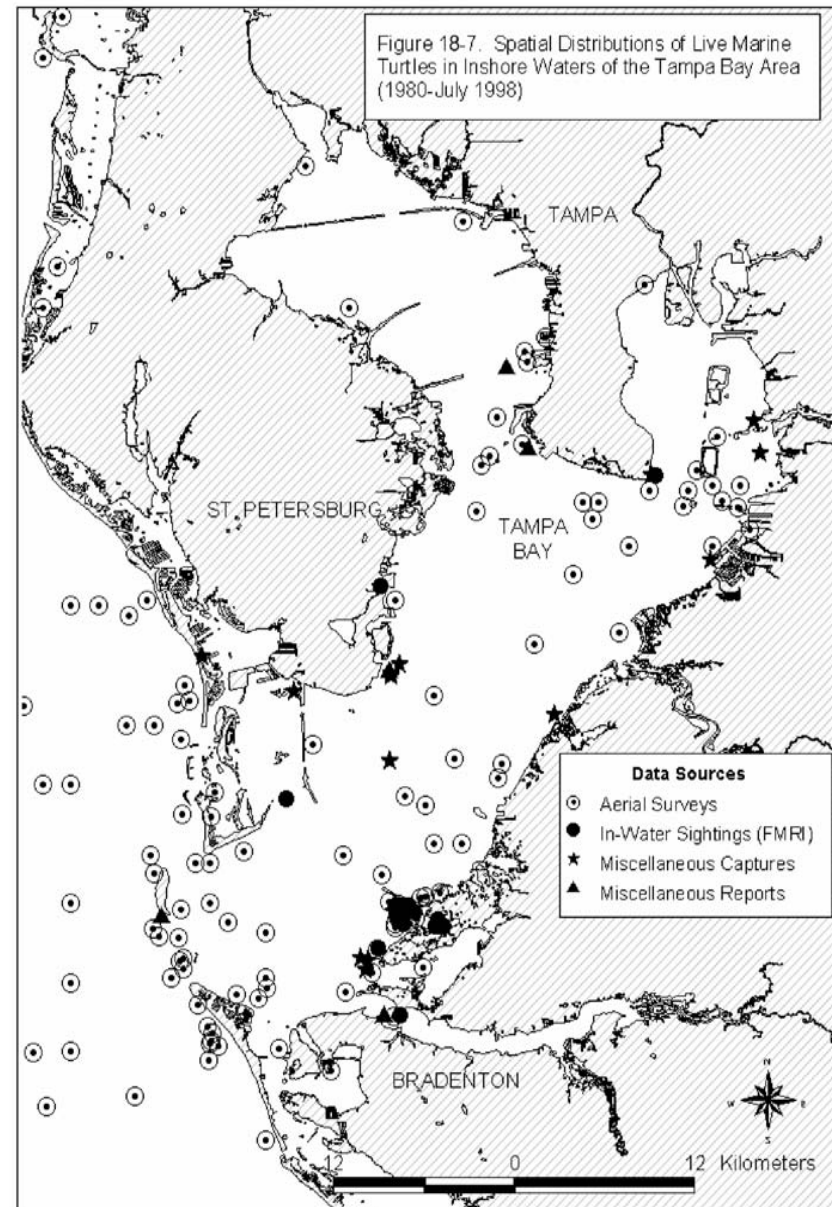 Figure 18-7. Spatial Distributions of Live Marine
Turtles in Inshore Waters of the Tampa Bay Area
(1980-July 1998)
TAMPA
ST. PETERSBURG
TAMPA
BAY
Data Sources
Aerial Surveys
In-Water Sightings (FMRI)
Miscellaneous Captures
Miscellaneous Reports
BRADENTON
N
W
E
S
12 0 12 Kilometers